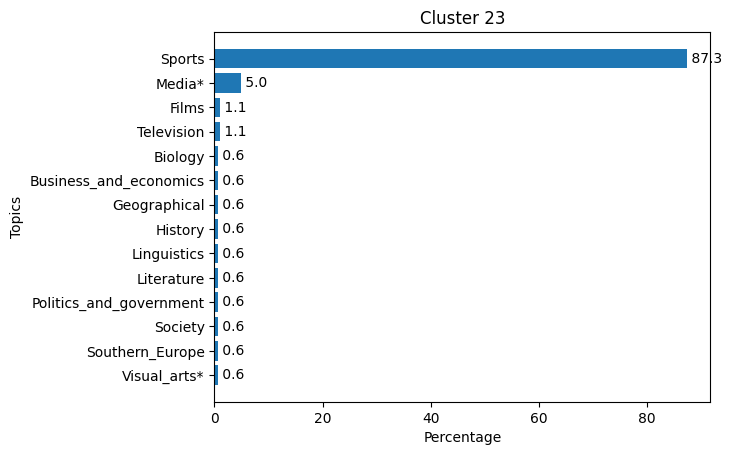 Cluster 23
Sports 87.3
Media* 5.0
Films 1.1
Television 1.1
Biology 0.6
Business_and_economics 0.6
Geographical 0.6
History 0.6
Linguistics 0.6
Literature 0.6
Politics_and_government 0.6
Society 0.6
Southern_Europe 0.6
Visual_arts* 0.6
Topics
0 20 40 60 80
Percentage